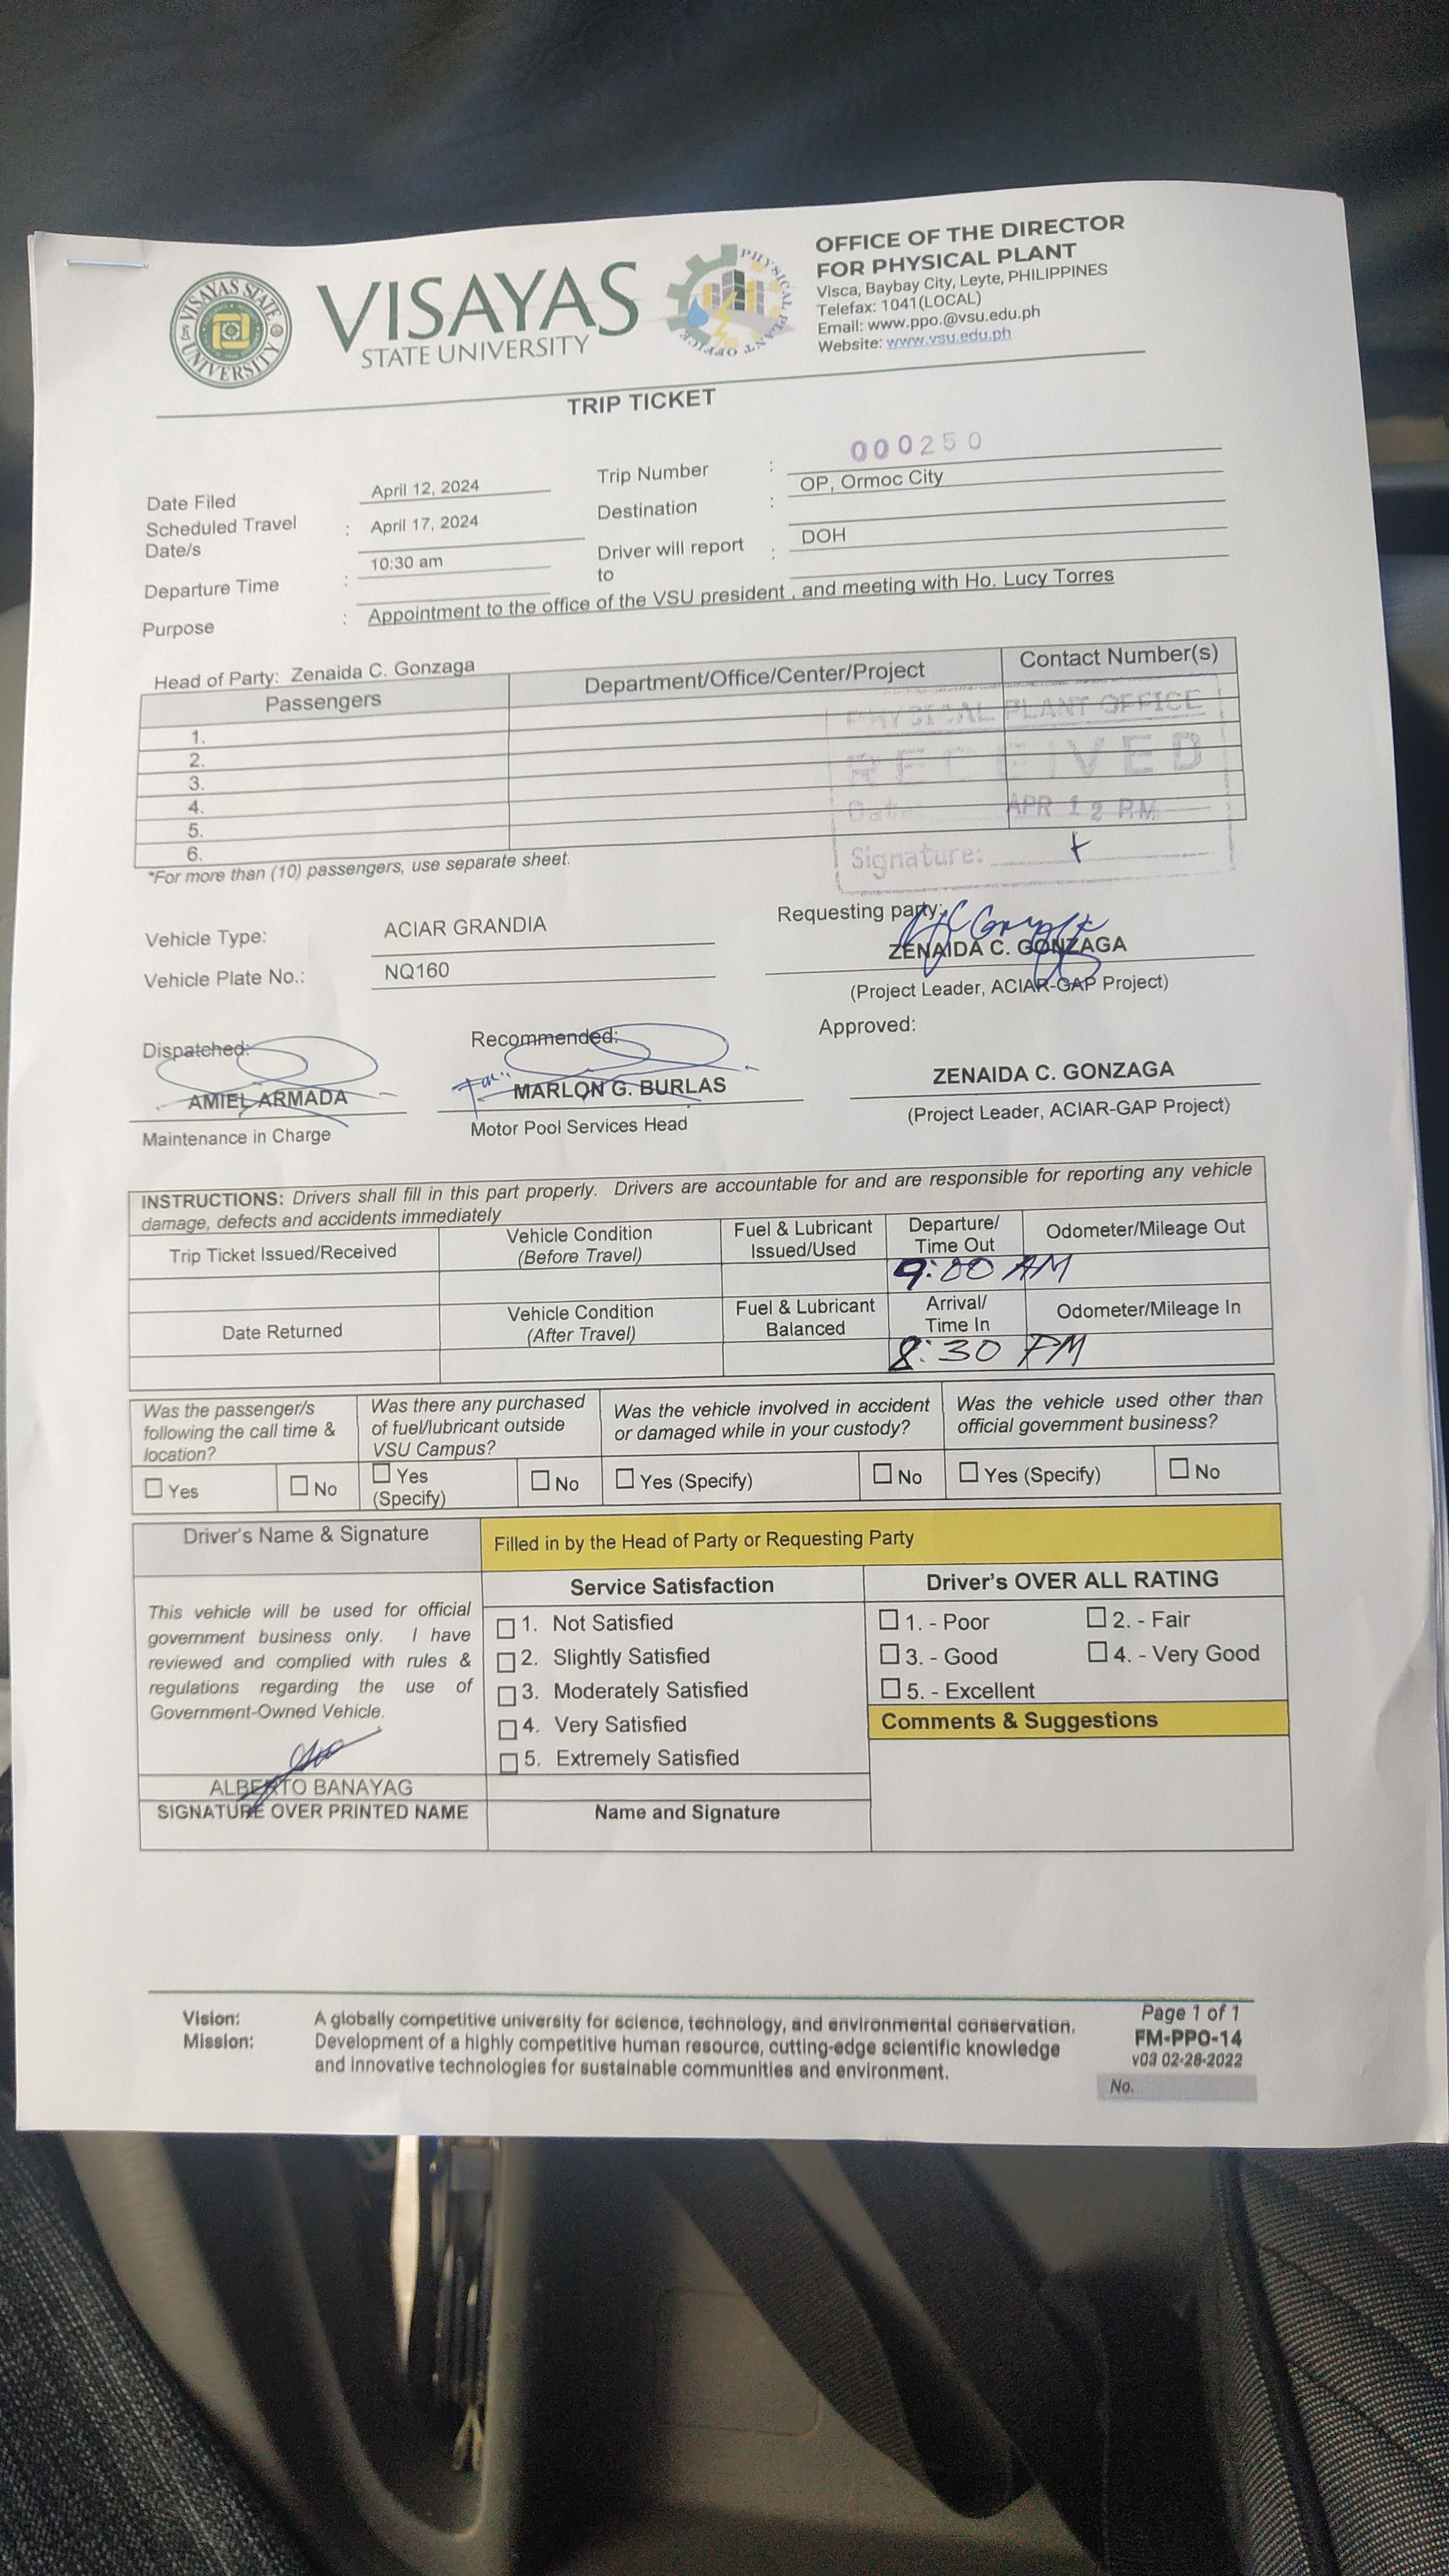 VISAYAS STATE UNIVERSITY
VISAYAS
STATE UNIVERSITY
PHYSICAL PLANT OFFICE
OFFICE OF THE DIRECTOR
FOR PHYSICAL PLANT
Visca, Baybay City, Leyte, PHILIPPINES
Telefax: 1041(LOCAL)
Email: www.ppo.@vsu.edu.ph
Website: www.vsu.edu.ph
TRIP TICKET
Date Filed April 12, 2024 Trip Number : 000250
Scheduled Travel Date/s : April 17, 2024 Destination : OP, Ormoc City
Departure Time : 10:30 am Driver will report to : DOH
Purpose : Appointment to the office of the VSU president , and meeting with Ho. Lucy Torres
Head of Party: Zenaida C. Gonzaga
Passengers Department/Office/Center/Project Contact Number(s)
1.
2.
3.
4.
5.
6.
PHYSICAL PLANT OFFICE
RECEIVED
Date: APR 12 P.M.
Signature:
*For more than (10) passengers, use separate sheet.
Vehicle Type: ACIAR GRANDIA
Vehicle Plate No.: NQ160
Requesting party:
ZENAIDA C. GONZAGA
(Project Leader, ACIAR-GAP Project)
Dispatched:
AMIEL ARMADA
Maintenance in Charge
Recommended:
For: MARLON G. BURLAS
Motor Pool Services Head
Approved:
ZENAIDA C. GONZAGA
(Project Leader, ACIAR-GAP Project)
INSTRUCTIONS: Drivers shall fill in this part properly. Drivers are accountable for and are responsible for reporting any vehicle
damage, defects and accidents immediately
Trip Ticket Issued/Received Vehicle Condition (Before Travel) Fuel & Lubricant Issued/Used Departure/ Time Out Odometer/Mileage Out
9:00 AM
Date Returned Vehicle Condition (After Travel) Fuel & Lubricant Balanced Arrival/ Time In Odometer/Mileage In
8:30 PM
Was the passenger/s following the call time & location?
Yes No
Was there any purchased of fuel/lubricant outside VSU Campus?
Yes (Specify) No
Was the vehicle involved in accident or damaged while in your custody?
Yes (Specify) No
Was the vehicle used other than official government business?
Yes (Specify) No
Driver's Name & Signature
Filled in by the Head of Party or Requesting Party
This vehicle will be used for official
government business only. I have
reviewed and complied with rules &
regulations regarding the use of
Government-Owned Vehicle.
ALBERTO BANAYAG
SIGNATURE OVER PRINTED NAME
Service Satisfaction
1. Not Satisfied
2. Slightly Satisfied
3. Moderately Satisfied
4. Very Satisfied
5. Extremely Satisfied
Name and Signature
Driver's OVER ALL RATING
1. - Poor 2. - Fair
3. - Good 4. - Very Good
5. - Excellent
Comments & Suggestions
Vision: A globally competitive university for science, technology, and environmental conservation.
Mission: Development of a highly competitive human resource, cutting-edge scientific knowledge
and innovative technologies for sustainable communities and environment.
Page 1 of 1
FM-PPO-14
v03 02-28-2022
No.